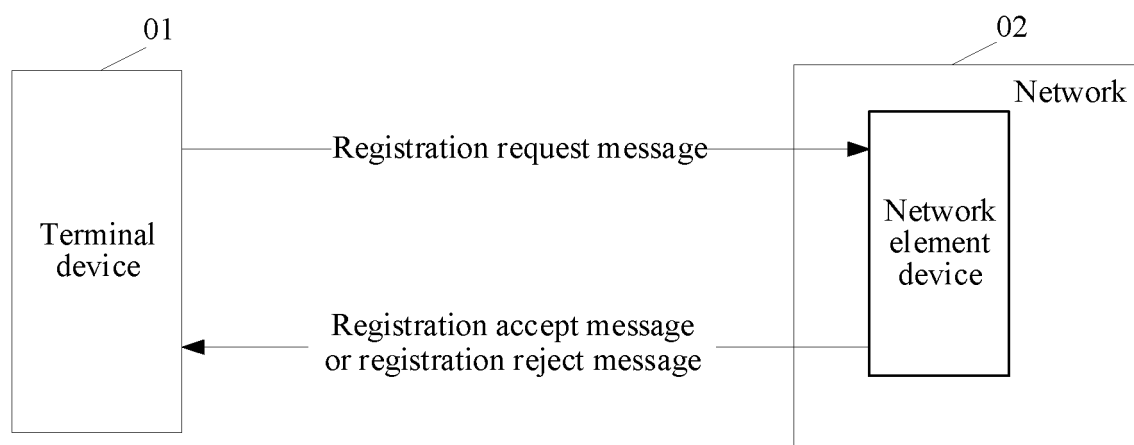 01
02
Network
Registration request message
Terminal
device
Network
element
device
Registration accept message
or registration reject message